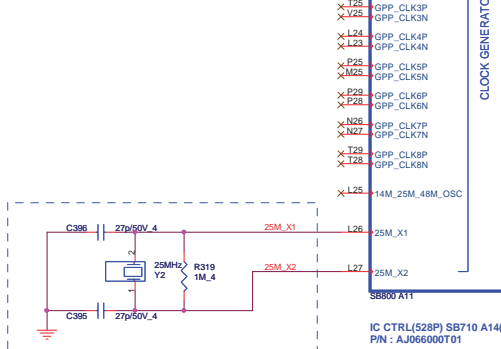 T25
GPP_CLK3P
V25
GPP_CLK3N
L24
GPP_CLK4P
L23
GPP_CLK4N
P25
GPP_CLK5P
M25
GPP_CLK5N
P29
GPP_CLK6P
P28
GPP_CLK6N
N26
GPP_CLK7P
N27
GPP_CLK7N
T29
GPP_CLK8P
T28
GPP_CLK8N
L25
14M_25M_48M_OSC
CLOCK GENERATO
C396
27p/50V_4
25M_X1
L26
25M_X1
2
25MHz
Y2
1
R319
1M_4
25M_X2
L27
25M_X2
C395
27p/50V_4
SB800 A11
IC CTRL(528P) SB710 A14(
P/N : AJ066000T01